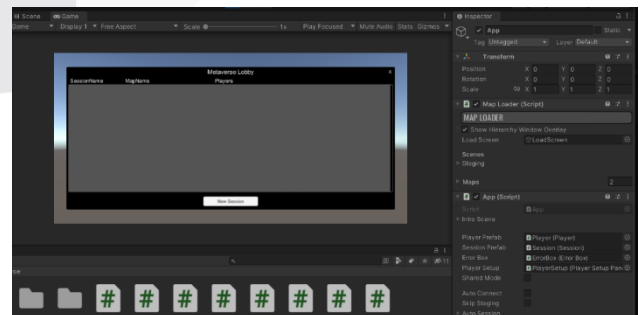 Scene Game
Game Display 1 Free Aspect Scale 1x Play Focused Mute Audio Stats Gizmos
Metaverso Lobby x
SessionName MapName Players
New Session
Inspector
App Static
Tag Untagged Layer Default
Transform
Position X 0 Y 0 Z 0
Rotation X 0 Y 0 Z 0
Scale X 1 Y 1 Z 1
Map Loader (Script)
MAP LOADER
Show Hierarchy Window Overlay
Load Screen LoadScreen
Scenes
Staging
Maps 2
App (Script)
Script App
Intro Scene
Player Prefab Player (Player)
Session Prefab Session (Session)
Error Box ErrorBox (Error Box)
Player Setup PlayerSetup (Player Setup Pan
Shared Mode
Auto Connect
Skip Staging
Auto Session
# # # # # # # #